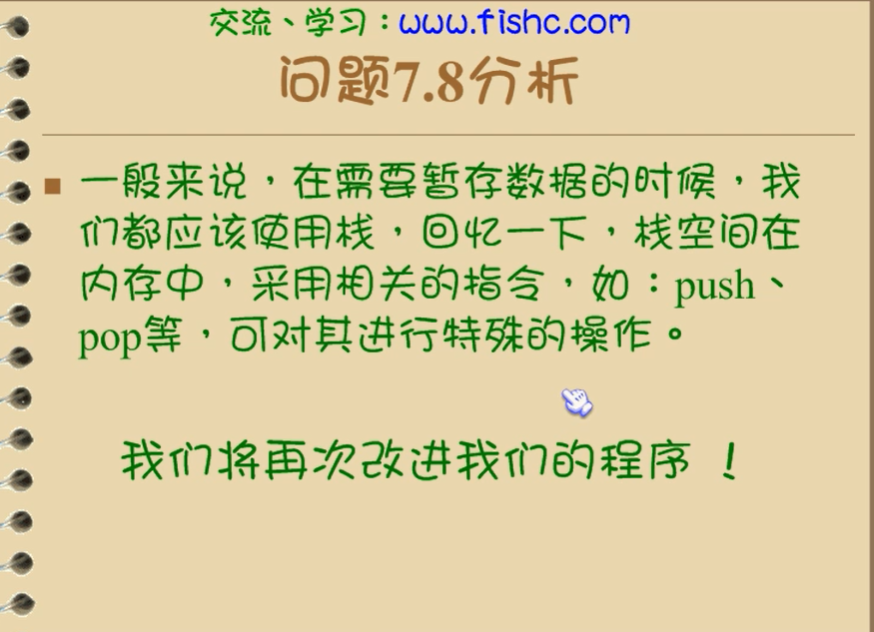 交流、学习：www.fishc.com
问题7.8分析
一般来说，在需要暂存数据的时候，我
们都应该使用栈，回忆一下，栈空间在
内存中，采用相关的指令，如：push、
pop等，可对其进行特殊的操作。
我们将再次改进我们的程序 ！